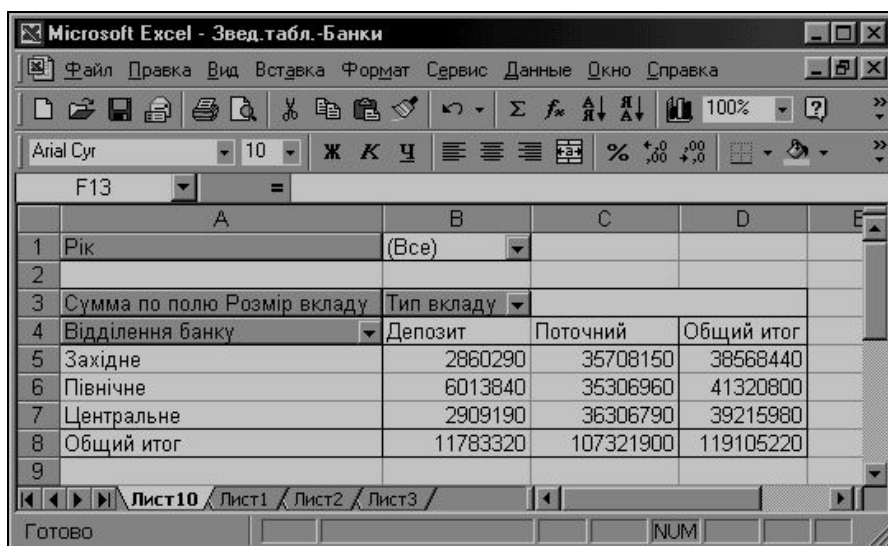 Microsoft Excel - Звед.табл.-Банки
Файл Правка Вид Вставка Формат Сервис Данные Окно Справка
100%
Arial Cyr 10 Ж К Ч
F13 =
A B C D E
1 Рік (Все)
2
3 Сумма по полю Розмір вкладу Тип вкладу
4 Відділення банку Депозит Поточний Общий итог
5 Західне 2860290 35708150 38568440
6 Північне 6013840 35306960 41320800
7 Центральне 2909190 36306790 39215980
8 Общий итог 11783320 107321900 119105220
9
Лист10 Лист1 Лист2 Лист3
Готово NUM